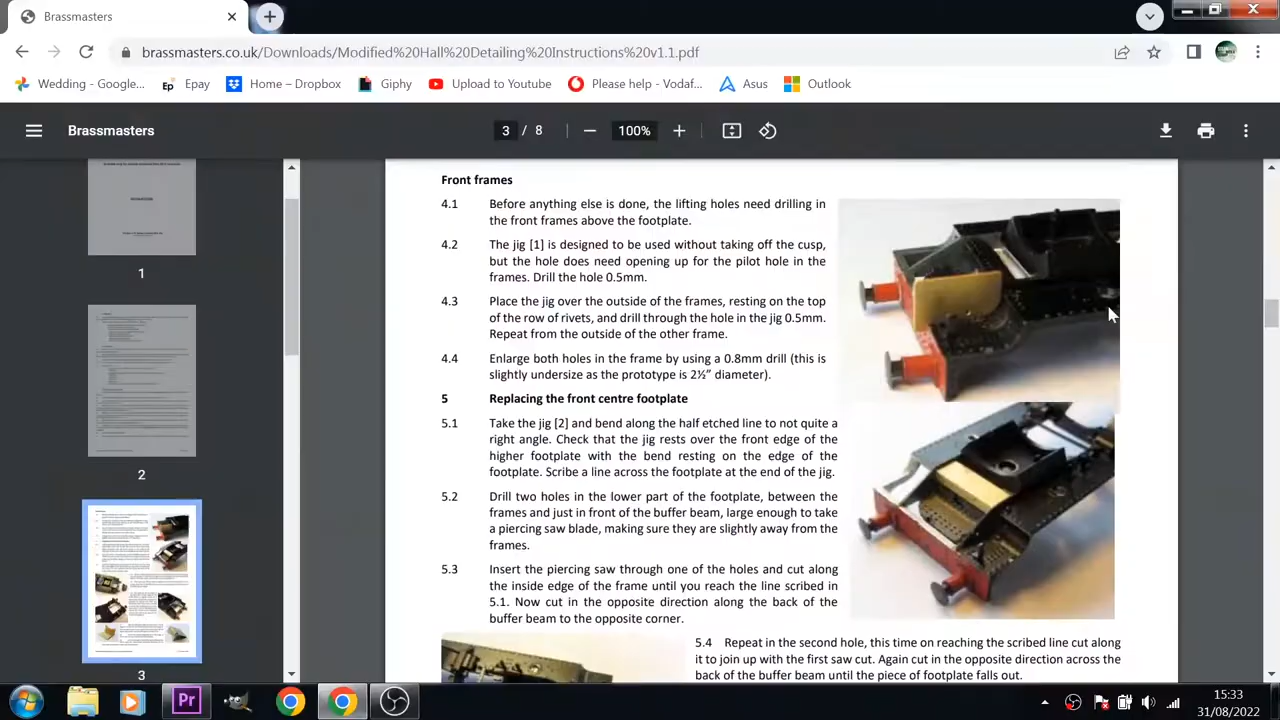 Brassmasters
brassmasters.co.uk/Downloads/Modified%20Hall%20Detailing%20Instructions%20v1.1.pdf
Wedding - Google... Epay Home – Dropbox Giphy Upload to Youtube Please help - Vodaf... Asus Outlook
Brassmasters 3 / 8 100%
1
2
3
Front frames
4.1 Before anything else is done, the lifting holes need drilling in
the front frames above the footplate.
4.2 The jig [1] is designed to be used without taking off the cusp,
but the hole does need opening up for the pilot hole in the
frames. Drill the hole 0.5mm.
4.3 Place the jig over the outside of the frames, resting on the top
of the row of rivets, and drill through the hole in the jig 0.5mm.
Repeat from the outside of the other frame.
4.4 Enlarge both holes in the frame by using a 0.8mm drill (this is
slightly undersize as the prototype is 2½” diameter).
5 Replacing the front centre footplate
5.1 Take the jig [2] and bend along the half etched line to not quite a
right angle. Check that the jig rests over the front edge of the
higher footplate with the bend resting on the edge of the
footplate. Scribe a line across the footplate at the end of the jig.
5.2 Drill two holes in the lower part of the footplate, between the
frames and just in front of the buffer beam, large enough to take
a piercing saw blade, making sure they are slightly away from the
frames.
5.3 Insert the piercing saw through one of the holes and cut along
the inside edge of the frame until you reach the line scribed in
5.1. Now cut in the opposite direction along the back of the
buffer beam to the opposite corner.
5.4 Repeat in the second hole, this time on reaching the scribed line cut along
it to join up with the first saw cut. Again cut in the opposite direction across the
back of the buffer beam until the piece of footplate falls out.
Pr
15:33
31/08/2022